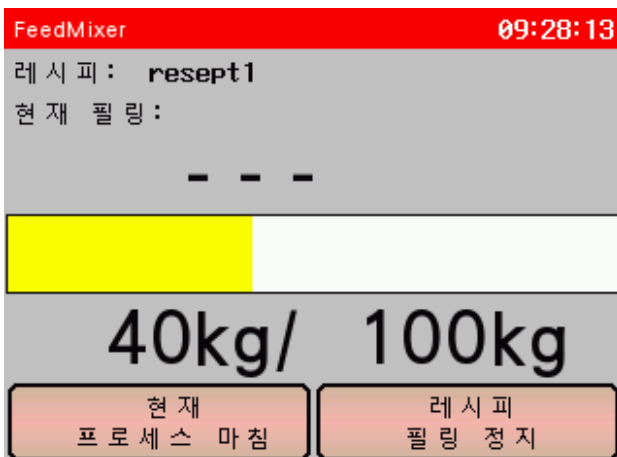 FeedMixer 09:28:13
레시피: resept1
현재 필링:
- - -
40kg/ 100kg
현재 레시피
프로세스 마침 필링 정지